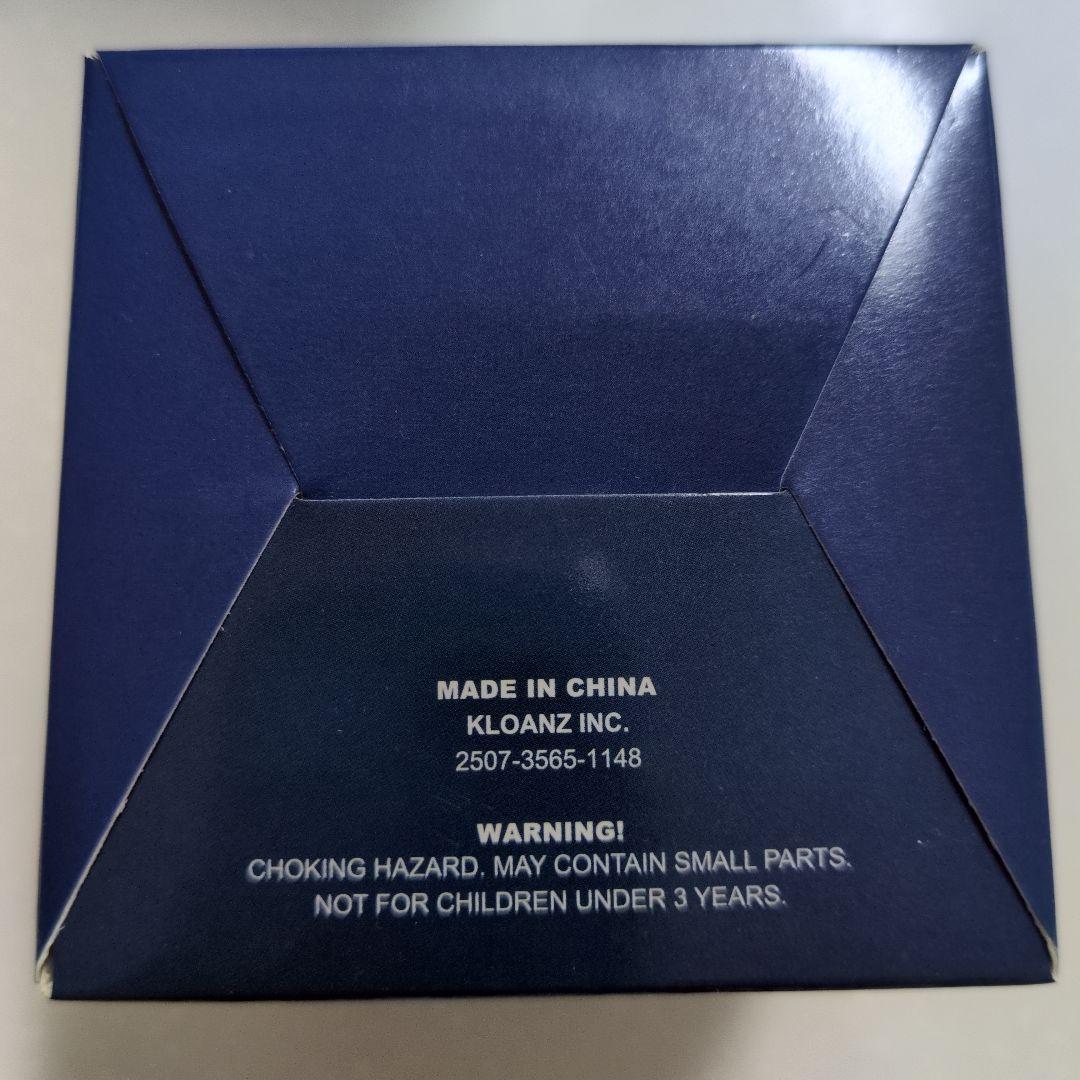 MADE IN CHINA
KLOANZ INC.
2507-3565-1148
WARNING!
CHOKING HAZARD. MAY CONTAIN SMALL PARTS.
NOT FOR CHILDREN UNDER 3 YEARS.